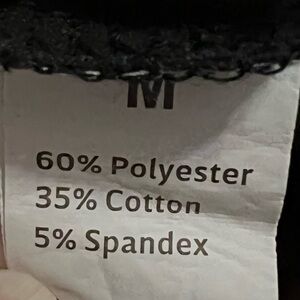 M
60% Polyester
35% Cotton
5% Spandex